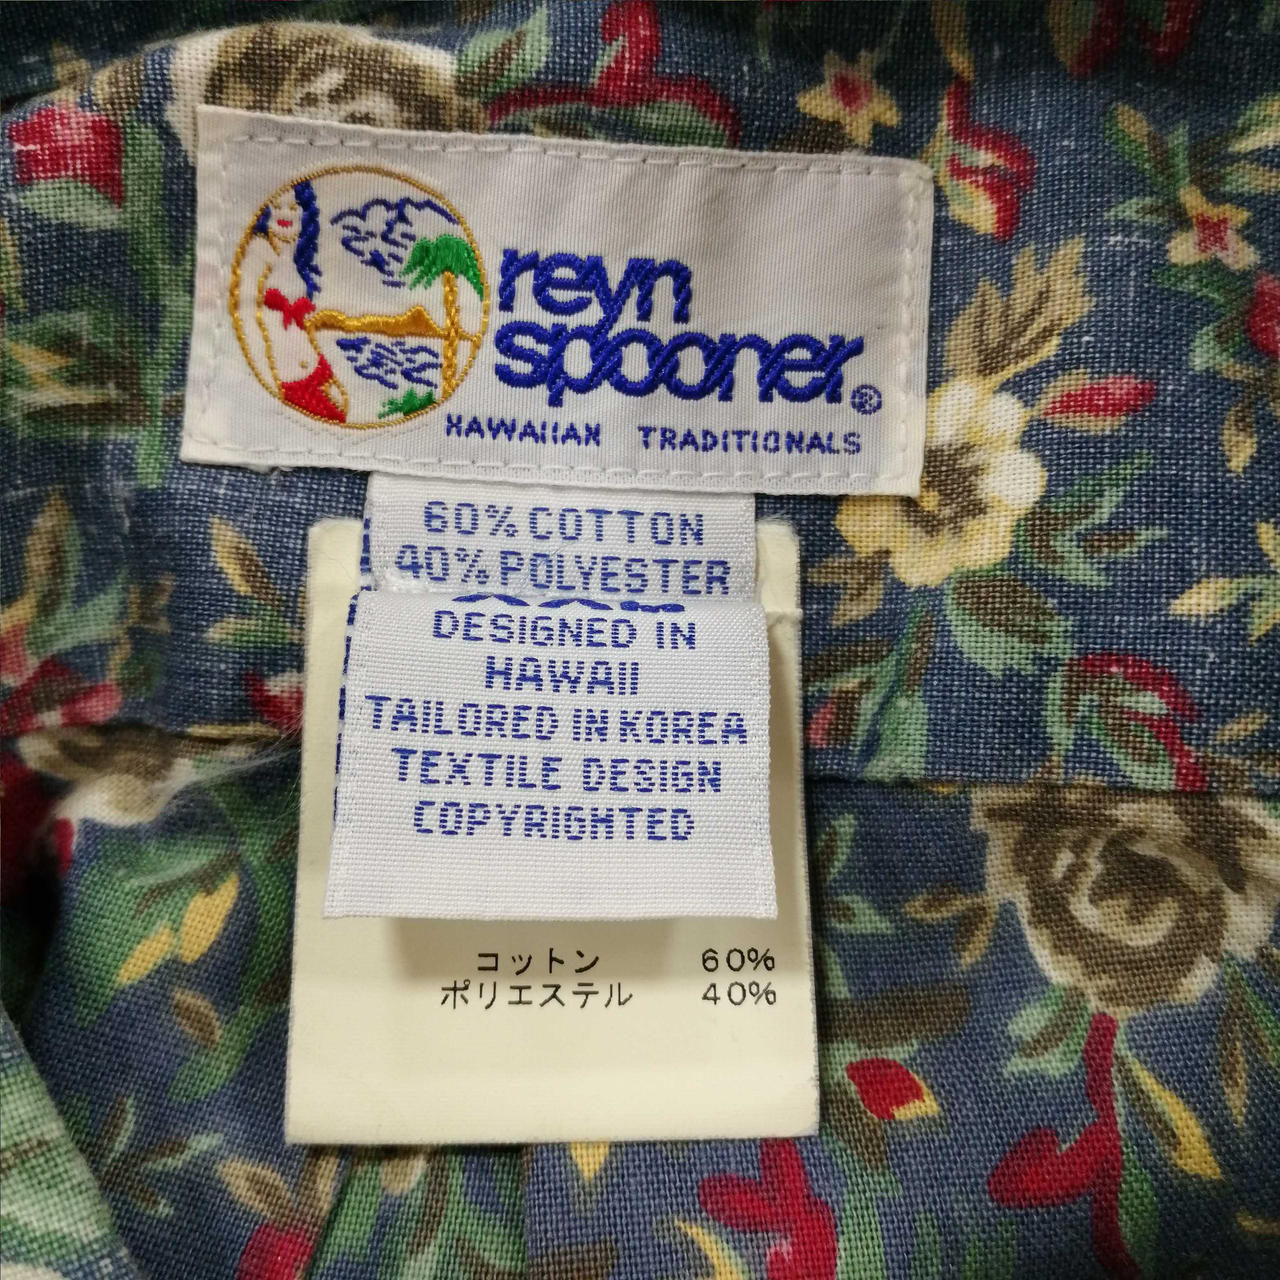 reyn
spooner®
HAWAIIAN TRADITIONALS
60% COTTON
40% POLYESTER
DESIGNED IN
HAWAII
TAILORED IN KOREA
TEXTILE DESIGN
COPYRIGHTED
コットン 60%
ポリエステル 40%